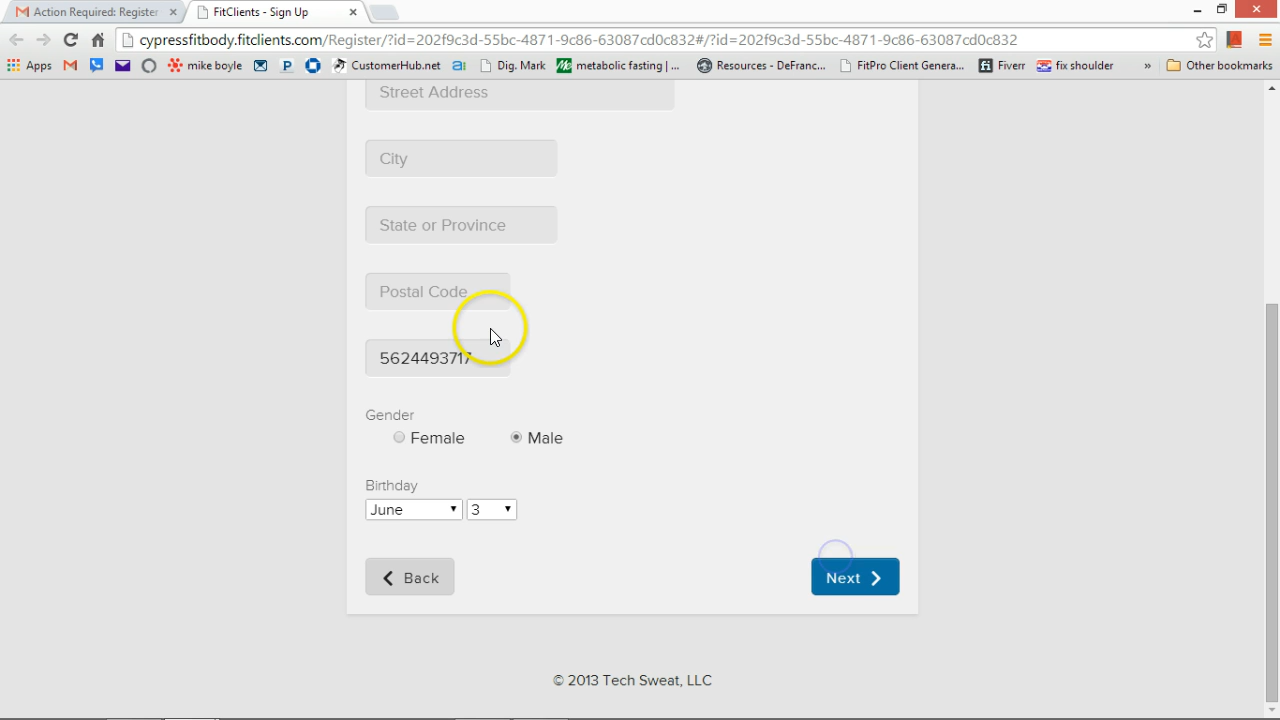 Action Required: Register
FitClients - Sign Up
cypressfitbody.fitclients.com/Register/?id=202f9c3d-55bc-4871-9c86-63087cd0c832#/?id=202f9c3d-55bc-4871-9c86-63087cd0c832
Apps mike boyle CustomerHub.net Dig. Mark metabolic fasting | ... Resources - DeFranc... FitPro Client Genera... Fiverr fix shoulder » Other bookmarks
Street Address
City
State or Province
Postal Code
5624493717
Gender
Female Male
Birthday
June 3
Back Next
© 2013 Tech Sweat, LLC